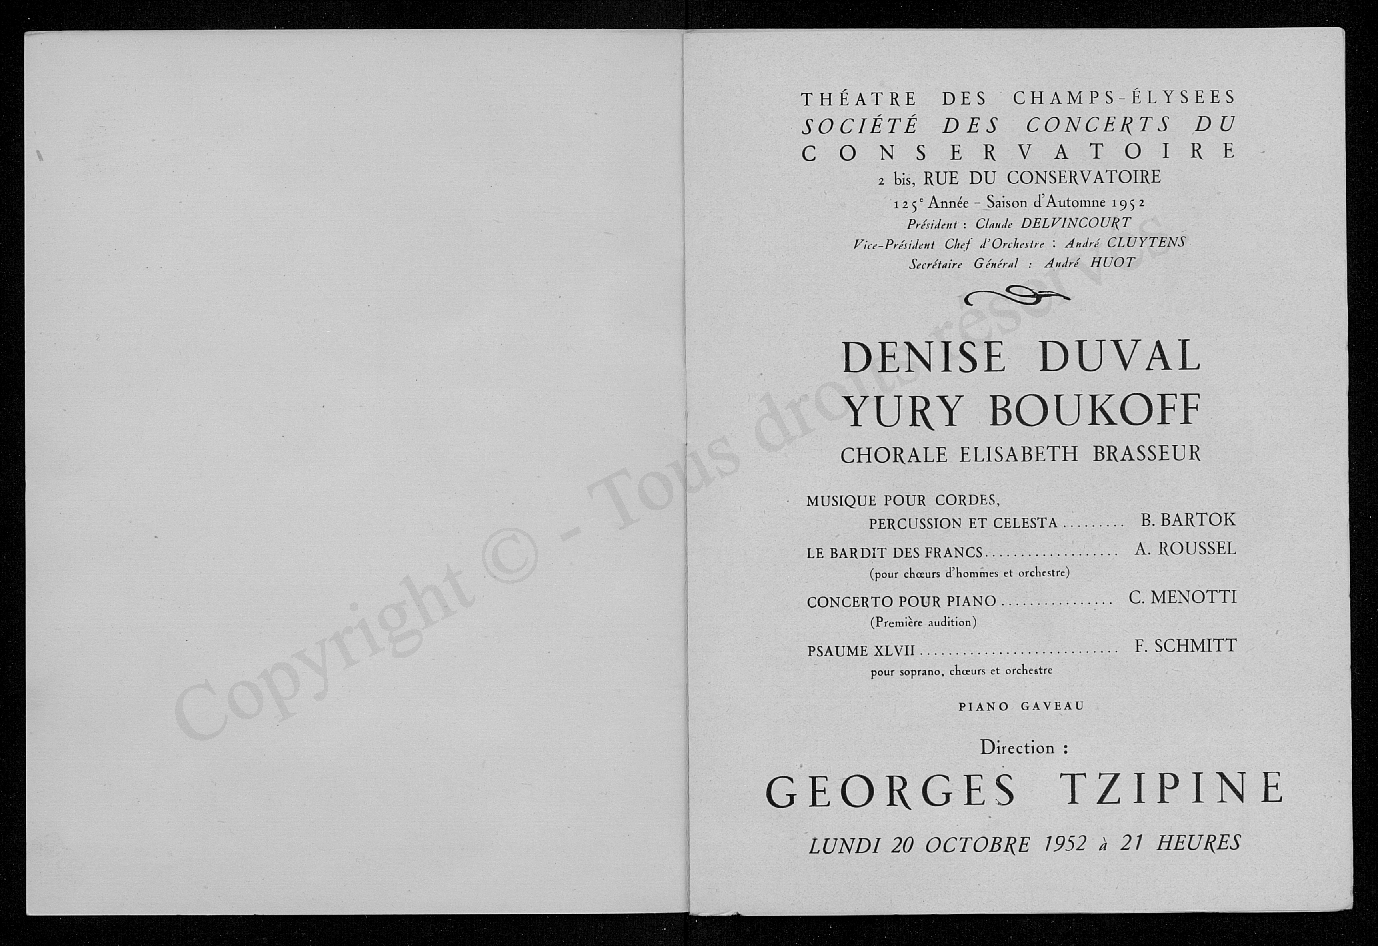 THÉATRE DES CHAMPS-ÉLYSEES
SOCIÉTÉ DES CONCERTS DU
CONSERVATOIRE
2 bis, RUE DU CONSERVATOIRE
125e Année - Saison d'Automne 1952
Président : Claude DELVINCOURT
Vice-Président Chef d'Orchestre : André CLUYTENS
Secrétaire Général : André HUOT
DENISE DUVAL
YURY BOUKOFF
CHORALE ELISABETH BRASSEUR
MUSIQUE POUR CORDES,
PERCUSSION ET CELESTA ......... B. BARTOK
LE BARDIT DES FRANCS................... A. ROUSSEL
(pour chœurs d'hommes et orchestre)
CONCERTO POUR PIANO ................ C. MENOTTI
(Première audition)
PSAUME XLVII ............................ F. SCHMITT
pour soprano, chœurs et orchestre
PIANO GAVEAU
Direction :
GEORGES TZIPINE
LUNDI 20 OCTOBRE 1952 à 21 HEURES
Copyright © - Tous droits réservés